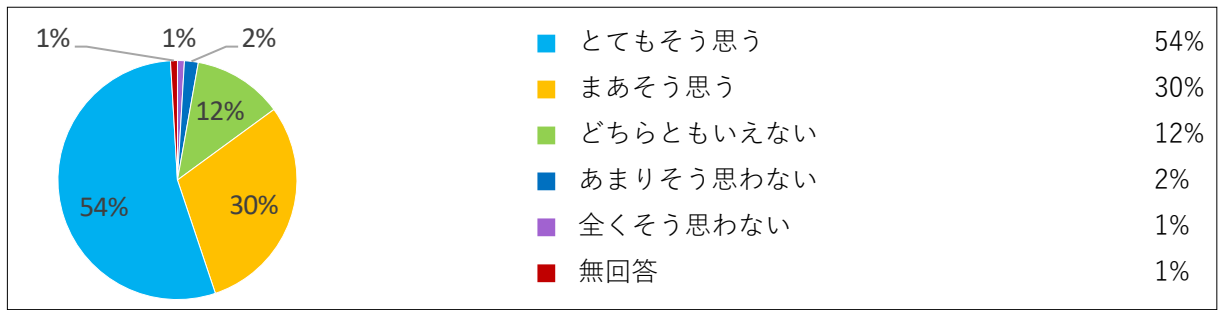 1% 1% 2%
12%
30%
54%
とてもそう思う 54%
まあそう思う 30%
どちらともいえない 12%
あまりそう思わない 2%
全くそう思わない 1%
無回答 1%